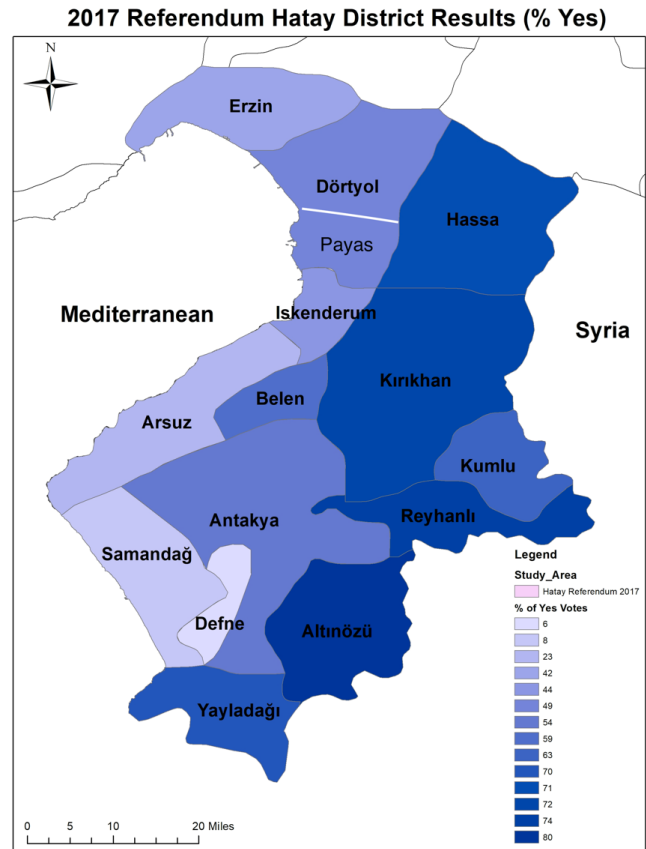 2017 Referendum Hatay District Results (% Yes)
N
Erzin
Dörtyol
Hassa
Payas
Mediterranean
Iskenderum
Syria
Kırıkhan
Belen
Arsuz
Kumlu
Antakya
Reyhanlı
Samandağ
Defne
Altınözü
Yayladağı
Legend
Study_Area
Hatay Referendum 2017
% of Yes Votes
6
8
23
42
44
49
54
59
63
70
71
72
74
80
0 5 10 20 Miles